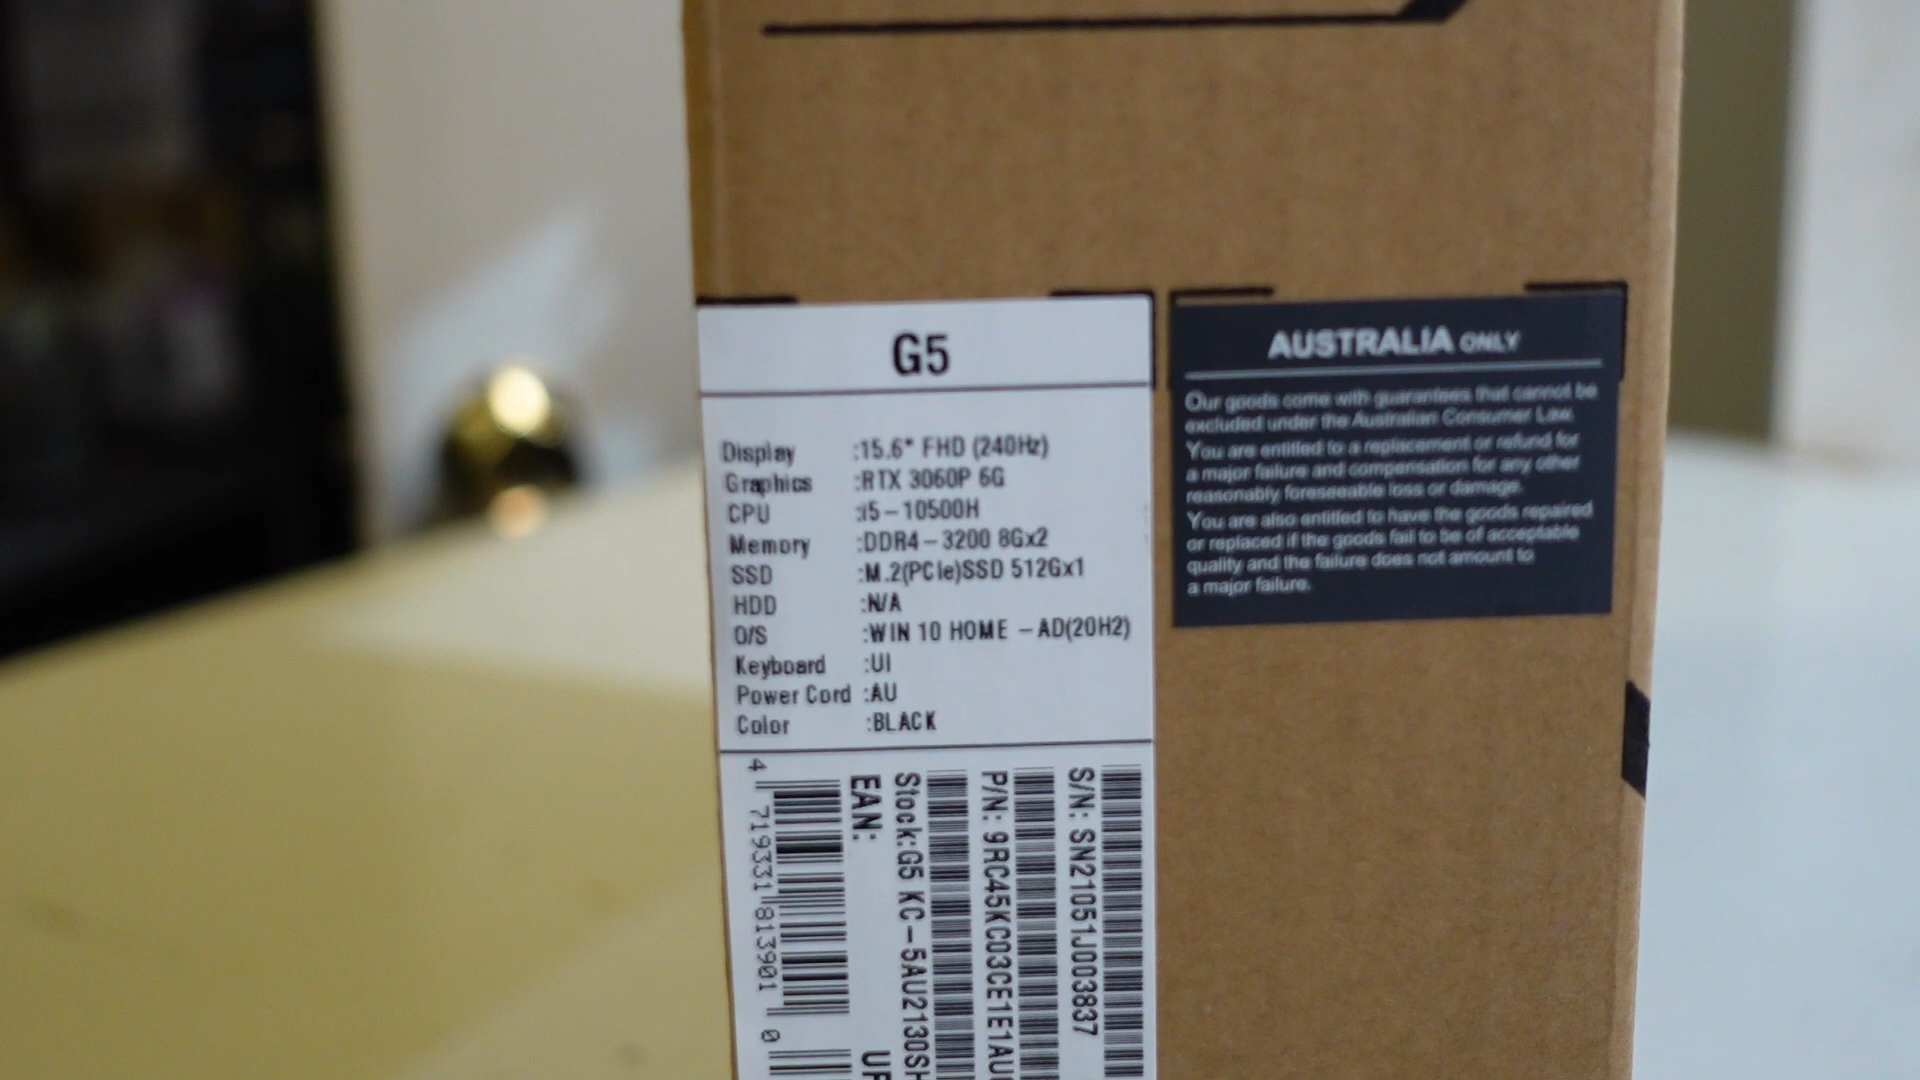 G5
Display :15.6" FHD (240Hz)
Graphics :RTX 3060P 6G
CPU :i5-10500H
Memory :DDR4-3200 8Gx2
SSD :M.2(PCIe)SSD 512Gx1
HDD :N/A
O/S :WIN 10 HOME -AD(20H2)
Keyboard :UI
Power Cord :AU
Color :BLACK
S/N: SN21051J003837
P/N: 9RC45KC03CE1E1AU
Stock:G5 KC-5AU2130SH
EAN:
4 719331 813901 0
AUSTRALIA ONLY
Our goods come with guarantees that cannot be
excluded under the Australian Consumer Law.
You are entitled to a replacement or refund for
a major failure and compensation for any other
reasonably foreseeable loss or damage.
You are also entitled to have the goods repaired
or replaced if the goods fail to be of acceptable
quality and the failure does not amount to
a major failure.